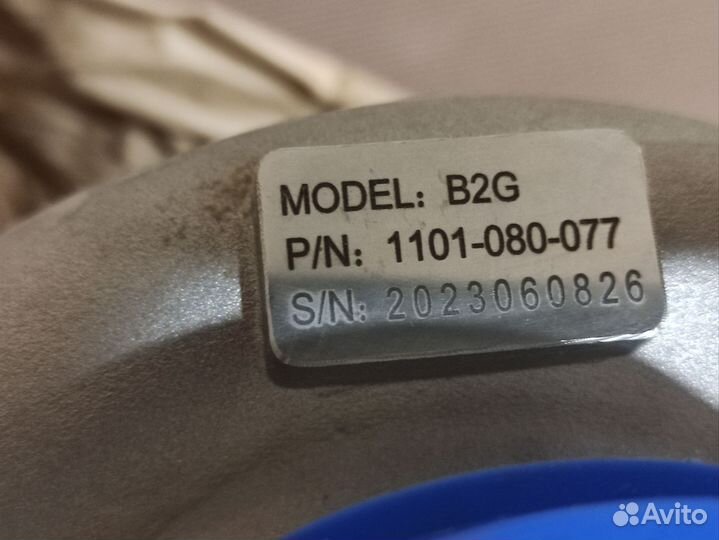 MODEL: B2G
P/N: 1101-080-077
S/N: 2023060826
Avito